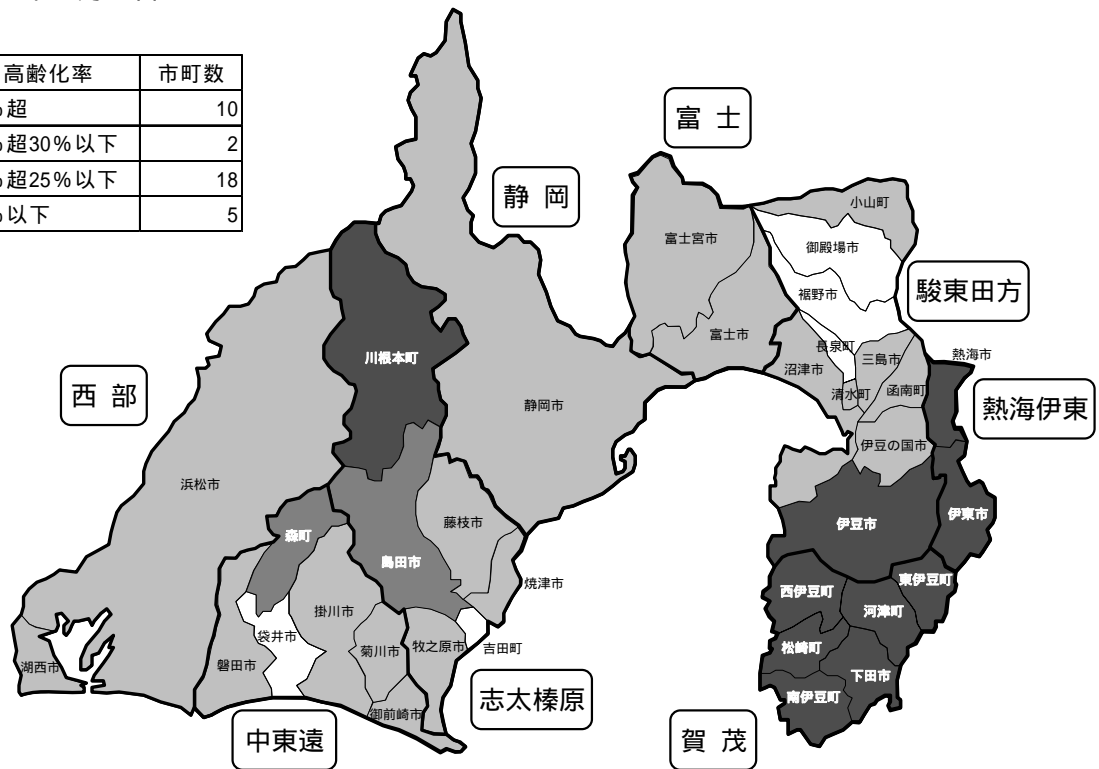 高齢化率 市町数
％超 10
％超30％以下 2
％超25％以下 18
％以下 5
富 士
静 岡
小山町
富士宮市
御殿場市
駿東田方
裾野市
富士市
長泉町
三島市
熱海市
川根本町
沼津市
西 部
清水町
函南町
静岡市
熱海伊東
伊豆の国市
浜松市
藤枝市
伊豆市
伊東市
森町
島田市
焼津市
東伊豆町
西伊豆町
掛川市
河津町
袋井市
牧之原市
吉田町
松崎町
菊川市
磐田市
湖西市
下田市
志太榛原
南伊豆町
御前崎市
中東遠
賀 茂